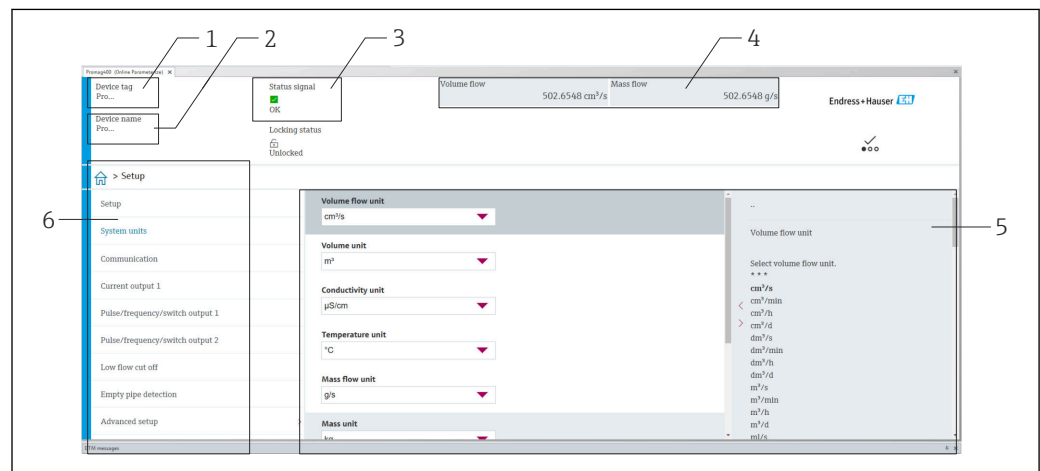 1
2
3
4
Promag400 (Online Parameterize) ×
Device tag
Pro...
Device name
Pro...
Status signal
OK
Locking status
Unlocked
Volume flow
502.6548 cm³/s
Mass flow
502.6548 g/s
Endress+Hauser EH
> Setup
6
5
Setup
System units
Communication
Current output 1
Pulse/frequency/switch output 1
Pulse/frequency/switch output 2
Low flow cut off
Empty pipe detection
Advanced setup
Volume flow unit
cm³/s
Volume unit
m³
Conductivity unit
µS/cm
Temperature unit
°C
Mass flow unit
g/s
Mass unit
kg
..
Volume flow unit
Select volume flow unit.
* * *
cm³/s
cm³/min
cm³/h
cm³/d
dm³/s
dm³/min
dm³/h
dm³/d
m³/s
m³/min
m³/h
m³/d
ml/s
DTM messages